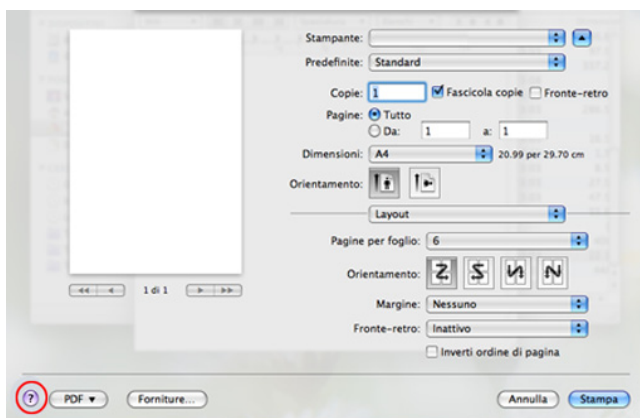 Stampante:
Predefinite: Standard
Copie: 1 Fascicola copie Fronte-retro
Pagine: Tutto
Da: 1 a: 1
Dimensioni: A4 20.99 per 29.70 cm
Orientamento:
Layout
Pagine per foglio: 6
Orientamento:
1 di 1
Margine: Nessuno
Fronte-retro: Inattivo
Inverti ordine di pagina
? PDF Forniture... Annulla Stampa